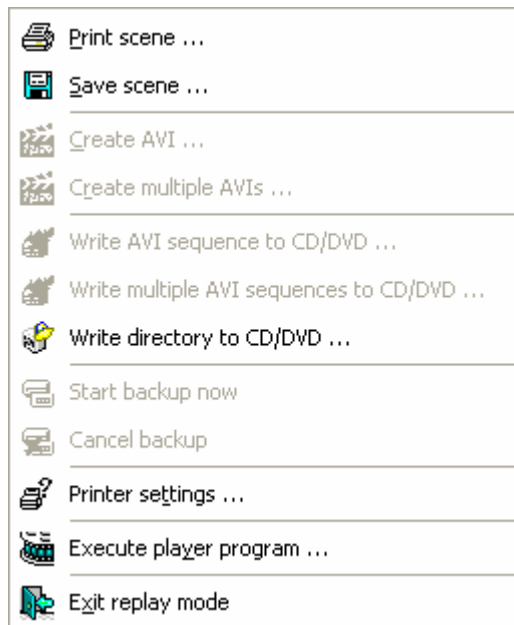 Print scene ...
Save scene ...
Create AVI ...
Create multiple AVIs ...
Write AVI sequence to CD/DVD ...
Write multiple AVI sequences to CD/DVD ...
Write directory to CD/DVD ...
Start backup now
Cancel backup
Printer settings ...
Execute player program ...
Exit replay mode